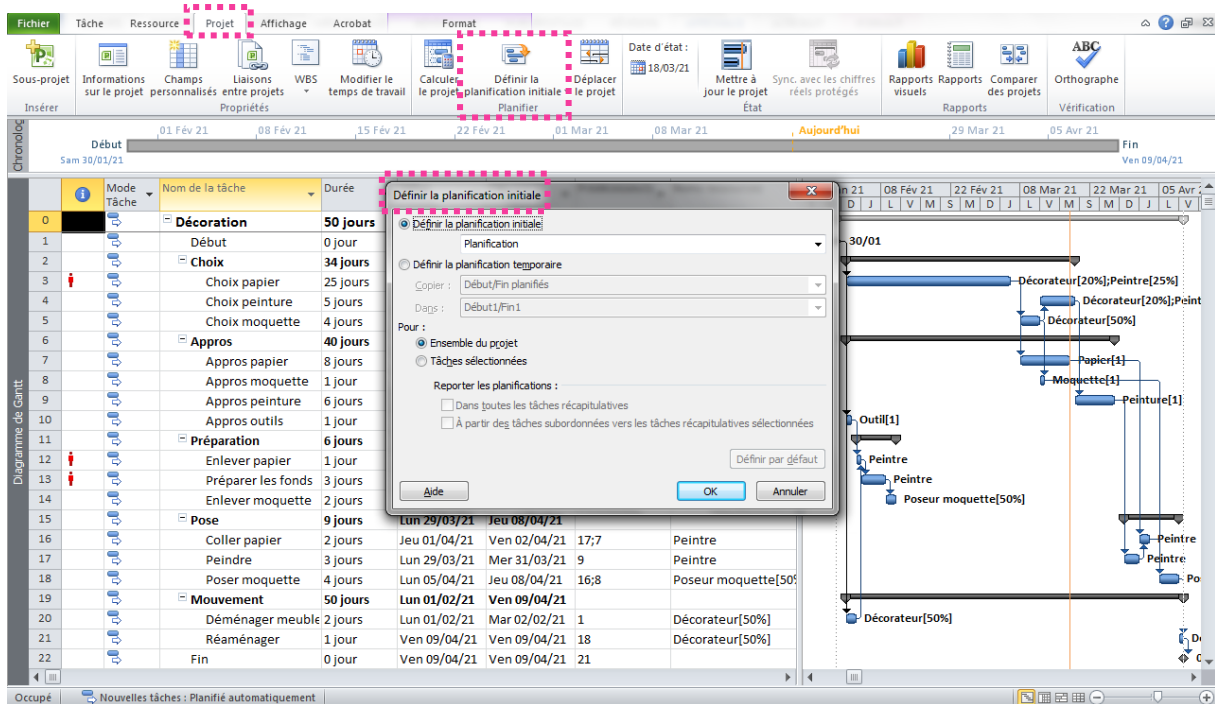 Fichier Tâche Ressource Projet Affichage Acrobat Format
Sous-projet
Insérer
Informations sur le projet
Champs personnalisés
Liaisons entre projets
WBS
Modifier le temps de travail
Propriétés
Calculer le projet
Définir la planification initiale
Déplacer le projet
Planifier
Date d'état :
18/03/21
Mettre à jour le projet
Sync. avec les chiffres réels protégés
État
Rapports visuels
Rapports
Comparer des projets
Rapports
ABC
Orthographe
Vérification
Chronolog
01 Fév 21 08 Fév 21 15 Fév 21 22 Fév 21 01 Mar 21 08 Mar 21 Aujourd'hui 29 Mar 21 05 Avr 21
Début
Sam 30/01/21
Fin
Ven 09/04/21
Mode Tâche Nom de la tâche Durée
08 Fév 21 22 Fév 21 08 Mar 21 22 Mar 21 05 Avr
D J L V M S M D J L V M S M D J L V
0 Décoration 50 jours
1 Début 0 jour
2 Choix 34 jours
3 Choix papier 25 jours
4 Choix peinture 5 jours
5 Choix moquette 4 jours
6 Appros 40 jours
7 Appros papier 8 jours
8 Appros moquette 1 jour
9 Appros peinture 6 jours
10 Appros outils 1 jour
11 Préparation 6 jours
12 Enlever papier 1 jour
13 Préparer les fonds 3 jours
14 Enlever moquette 2 jours
15 Pose 9 jours Lun 29/03/21 Jeu 08/04/21
16 Coller papier 2 jours Jeu 01/04/21 Ven 02/04/21 17;7 Peintre
17 Peindre 3 jours Lun 29/03/21 Mer 31/03/21 9 Peintre
18 Poser moquette 4 jours Lun 05/04/21 Jeu 08/04/21 16;8 Poseur moquette[50%
19 Mouvement 50 jours Lun 01/02/21 Ven 09/04/21
20 Déménager meuble 2 jours Lun 01/02/21 Mar 02/02/21 1 Décorateur[50%]
21 Réaménager 1 jour Ven 09/04/21 Ven 09/04/21 18 Décorateur[50%]
22 Fin 0 jour Ven 09/04/21 Ven 09/04/21 21
Diagramme de Gantt
Définir la planification initiale
Définir la planification initiale
Planification
Définir la planification temporaire
Copier : Début/Fin planifiés
Dans : Début1/Fin1
Pour :
Ensemble du projet
Tâches sélectionnées
Reporter les planifications :
Dans toutes les tâches récapitulatives
À partir des tâches subordonnées vers les tâches récapitulatives sélectionnées
Définir par défaut
Aide OK Annuler
30/01
Décorateur[20%];Peintre[25%]
Décorateur[20%];Peint
Décorateur[50%]
Papier[1]
Moquette[1]
Peinture[1]
Outil[1]
Peintre
Peintre
Poseur moquette[50%]
Peintre
Peintre
Po
Décorateur[50%]
Occupé Nouvelles tâches : Planifié automatiquement